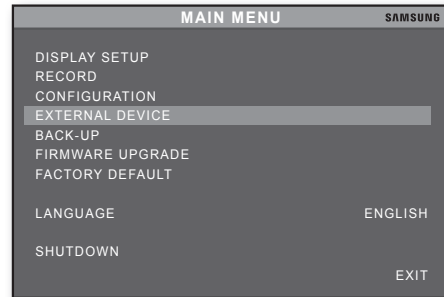 MAIN MENU SAMSUNG
DISPLAY SETUP
RECORD
CONFIGURATION
EXTERNAL DEVICE
BACK-UP
FIRMWARE UPGRADE
FACTORY DEFAULT
LANGUAGE ENGLISH
SHUTDOWN
EXIT